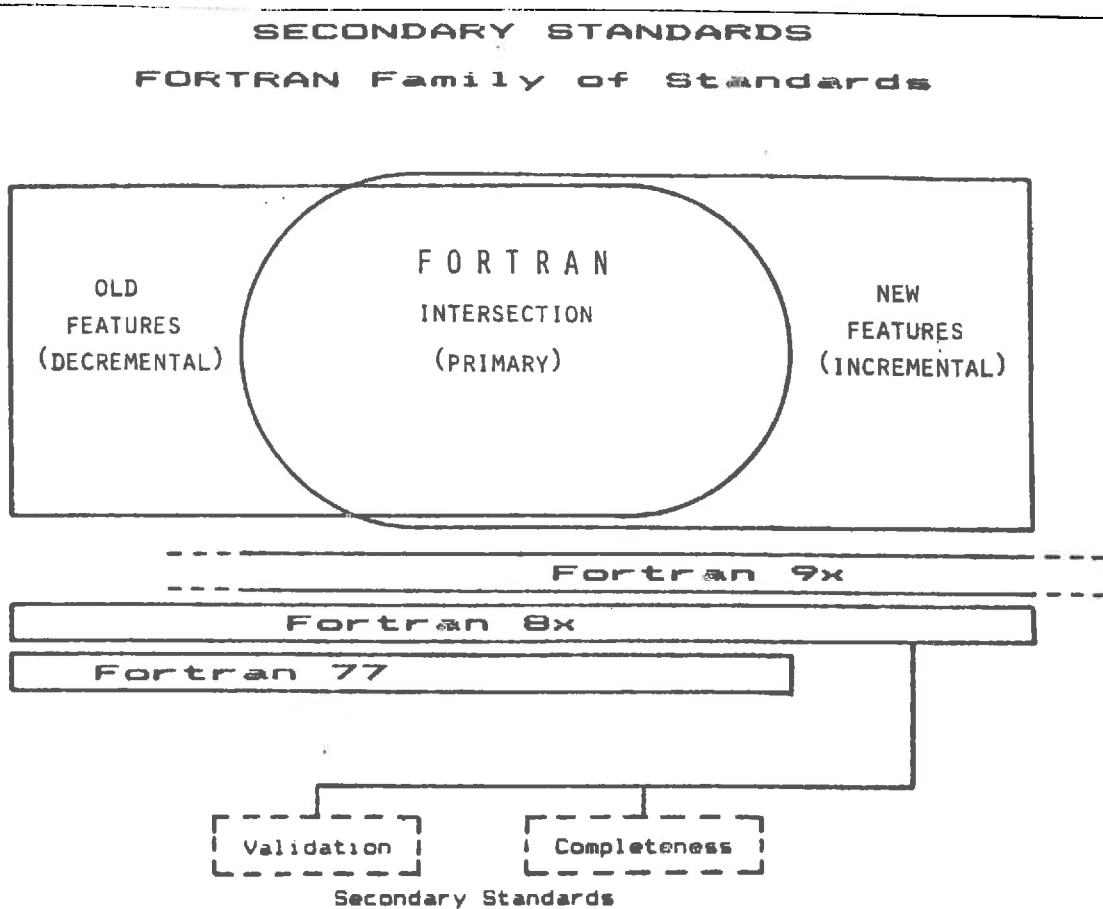 SECONDARY STANDARDS
FORTRAN Family of Standards
OLD
FEATURES
(DECREMENTAL)
FORTRAN
INTERSECTION
(PRIMARY)
NEW
FEATURES
(INCREMENTAL)
Fortran 9x
Fortran 8x
Fortran 77
Validation
Completeness
Secondary Standards